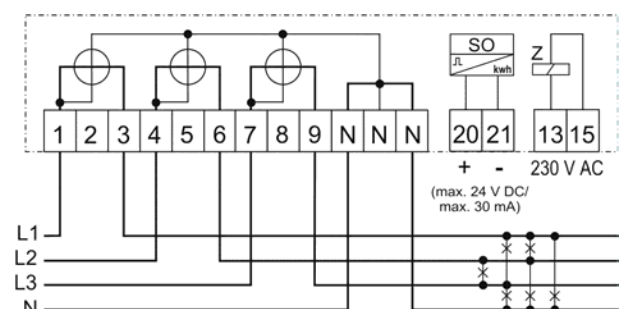 SO
kwh
Z
1 2 3 4 5 6 7 8 9 N N N 20 21 13 15
+ - 230 V AC
(max. 24 V DC/
max. 30 mA)
L1
L2
L3
N